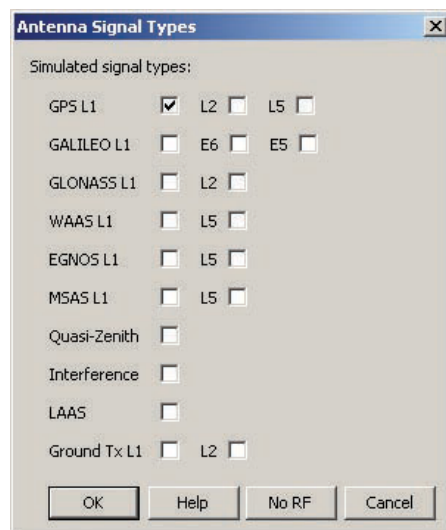 Antenna Signal Types
Simulated signal types:
GPS L1 L2 L5
GALILEO L1 E6 E5
GLONASS L1 L2
WAAS L1 L5
EGNOS L1 L5
MSAS L1 L5
Quasi-Zenith
Interference
LAAS
Ground Tx L1 L2
OK Help No RF Cancel